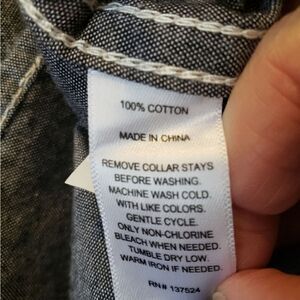 100% COTTON
MADE IN CHINA
REMOVE COLLAR STAYS
BEFORE WASHING.
MACHINE WASH COLD.
WITH LIKE COLORS.
GENTLE CYCLE.
ONLY NON-CHLORINE
BLEACH WHEN NEEDED.
TUMBLE DRY LOW.
WARM IRON IF NEEDED.
RN# 137524